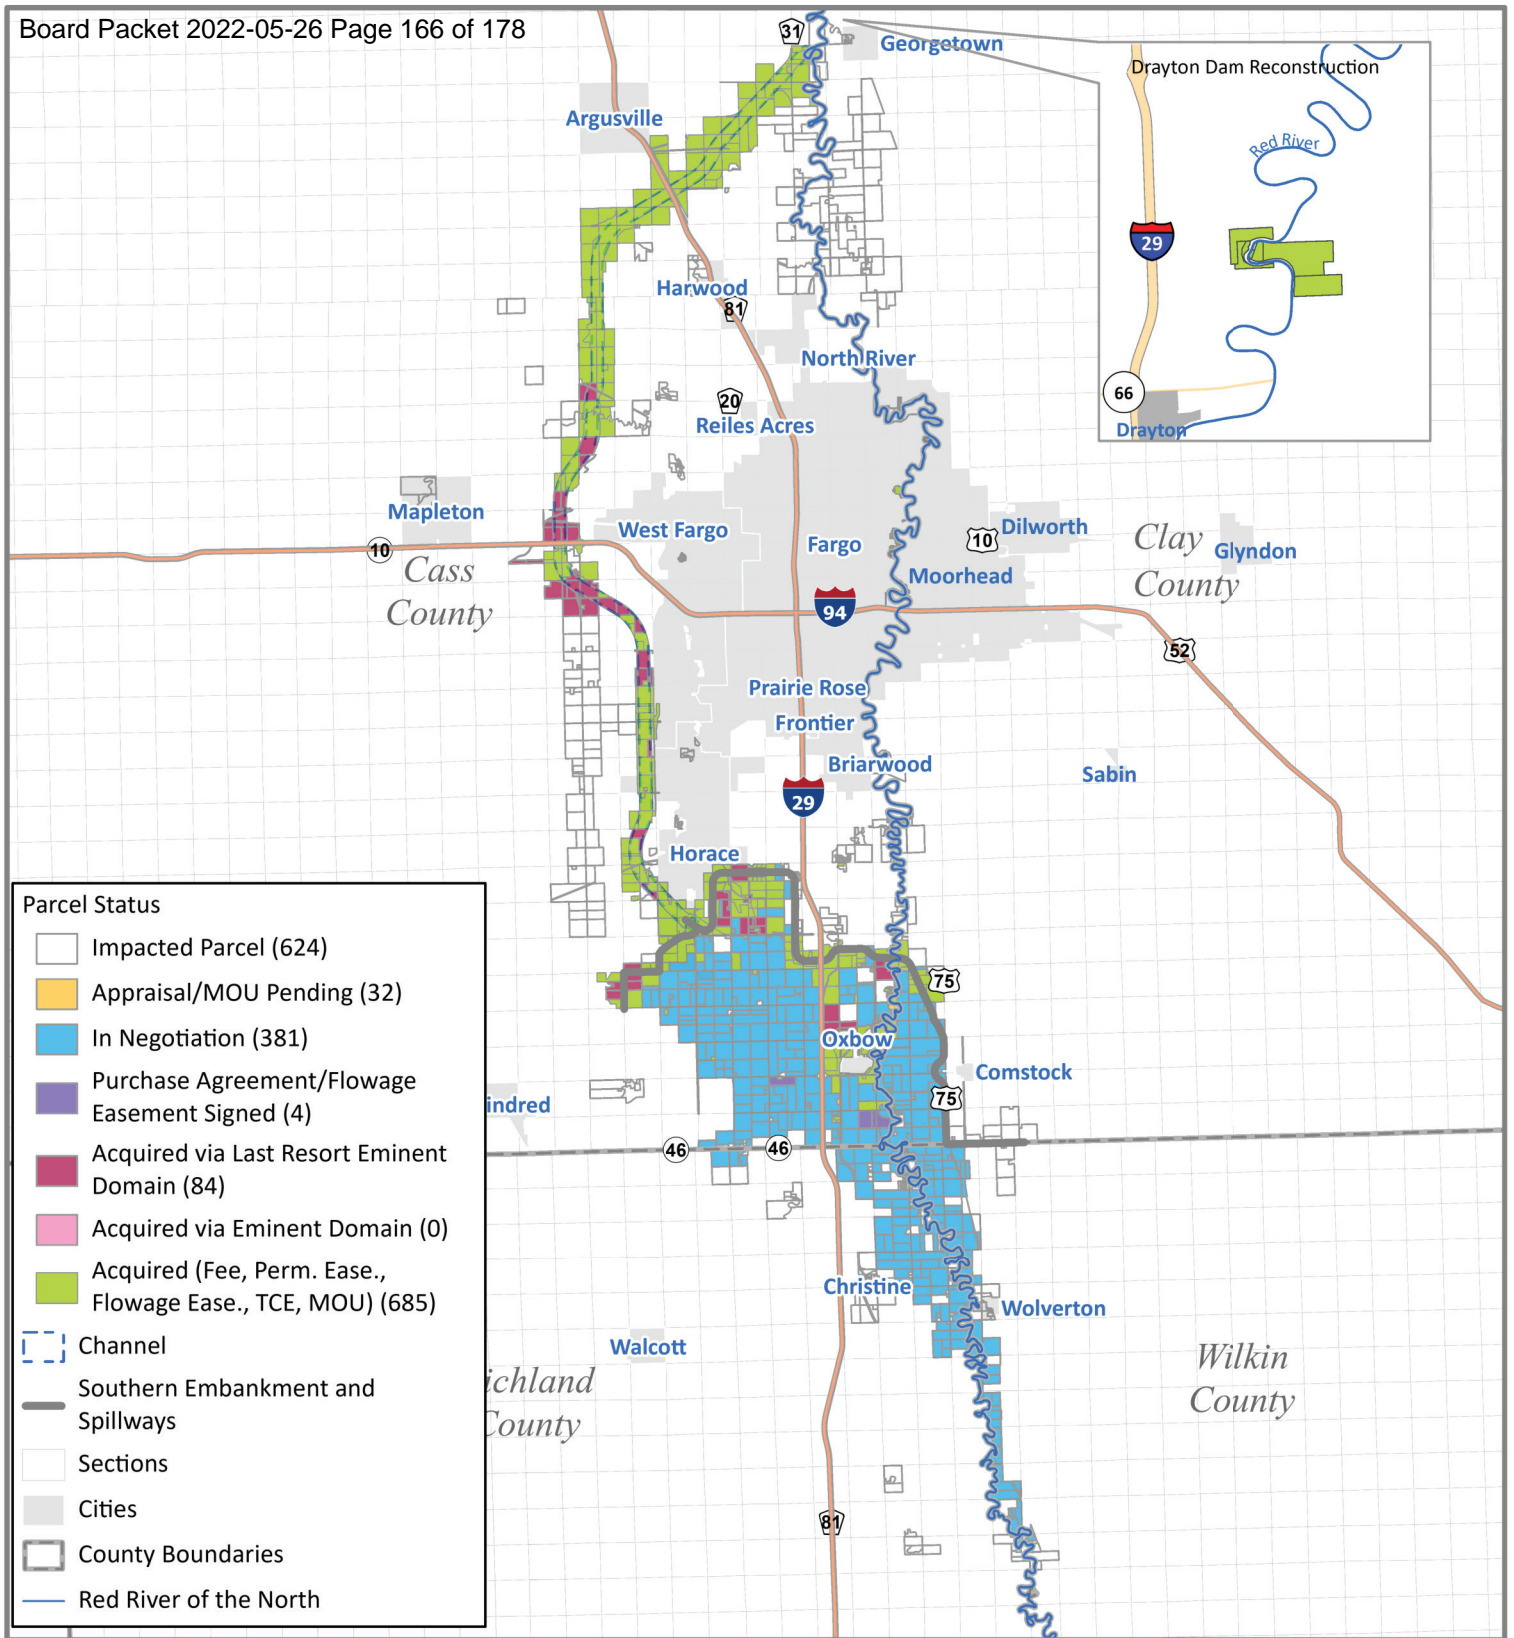 Board Packet 2022-05-26 Page 166 of 178
31
Georgetown
Drayton Dam Reconstruction
Argusville
Red River
29
Harwood
81
North River
66
Drayton
20
Reiles Acres
Mapleton
West Fargo
Fargo
10
Dilworth
Clay
County
Glyndon
10
Cass
County
Moorhead
94
52
Prairie Rose
Frontier
Briarwood
Sabin
29
Horace
75
Oxbow
Comstock
75
indred
46
46
Christine
Wolverton
Walcott
ichland
County
Wilkin
County
81
Parcel Status
Impacted Parcel (624)
Appraisal/MOU Pending (32)
In Negotiation (381)
Purchase Agreement/Flowage
Easement Signed (4)
Acquired via Last Resort Eminent
Domain (84)
Acquired via Eminent Domain (0)
Acquired (Fee, Perm. Ease.,
Flowage Ease., TCE, MOU) (685)
Channel
Southern Embankment and
Spillways
Sections
Cities
County Boundaries
Red River of the North